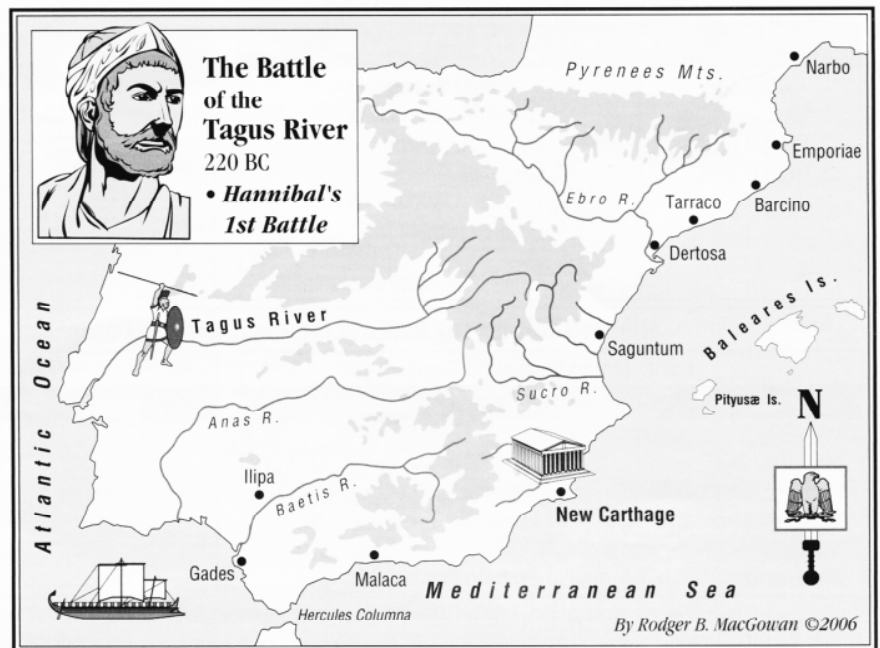 The Battle
of the
Tagus River
220 BC
• Hannibal's
1st Battle
Pyrenees Mts.
Narbo
Emporiae
Ebro R.
Tarraco
Barcino
Dertosa
Baleares Is.
Atlantic Ocean
Tagus River
Saguntum
Pityusæ Is.
N
Sucro R.
Anas R.
Ilipa
Baetis R.
New Carthage
Gades
Malaca
Mediterranean Sea
Hercules Columna
By Rodger B. MacGowan ©2006